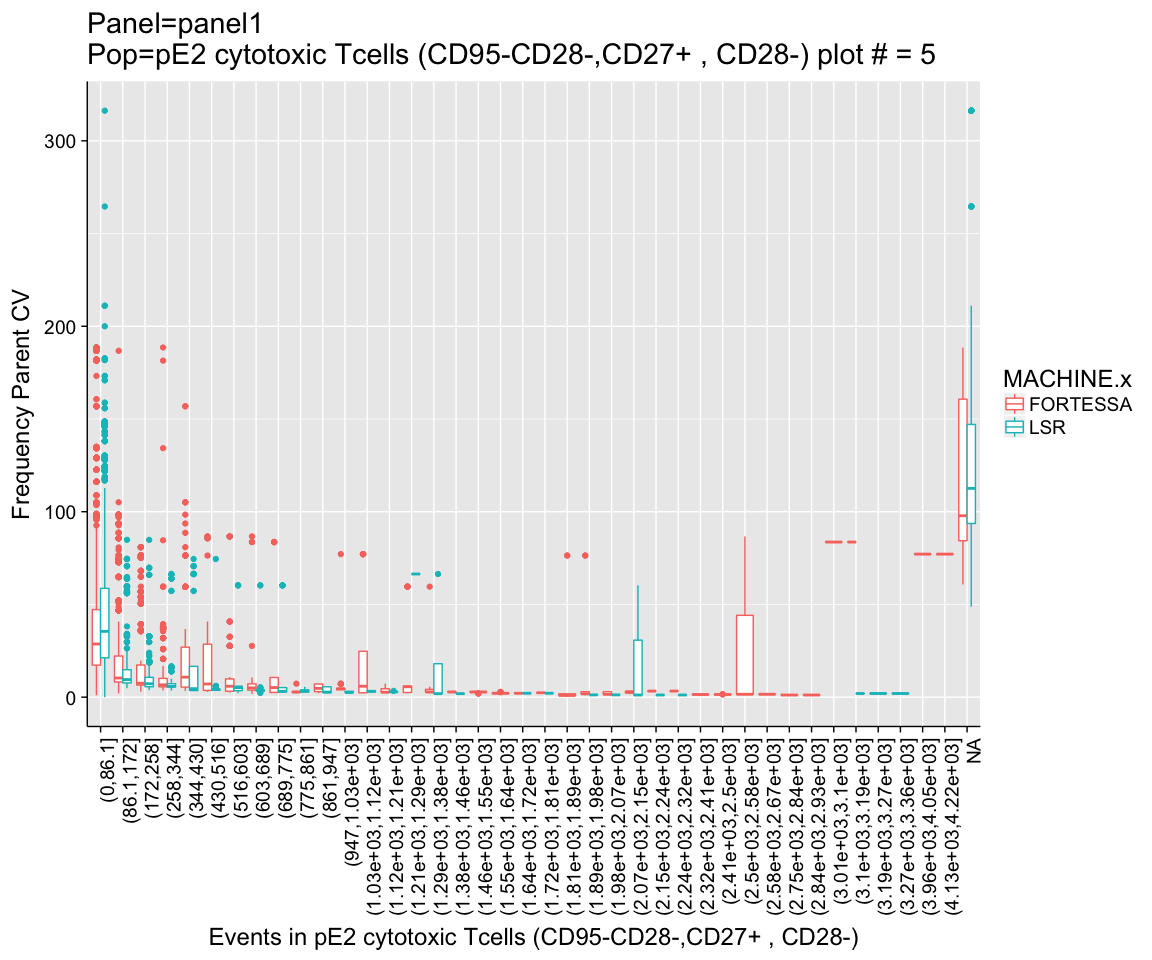 Panel=panel1
Pop=pE2 cytotoxic Tcells (CD95-CD28-,CD27+ , CD28-) plot # = 5
Frequency Parent CV
300
200
100
0
MACHINE.x
FORTESSA
LSR
(0,86.1]
(86.1,172]
(172,258]
(258,344]
(344,430]
(430,516]
(516,603]
(603,689]
(689,775]
(775,861]
(861,947]
(947,1.03e+03]
(1.03e+03,1.12e+03]
(1.12e+03,1.21e+03]
(1.21e+03,1.29e+03]
(1.29e+03,1.38e+03]
(1.38e+03,1.46e+03]
(1.46e+03,1.55e+03]
(1.55e+03,1.64e+03]
(1.64e+03,1.72e+03]
(1.72e+03,1.81e+03]
(1.81e+03,1.89e+03]
(1.89e+03,1.98e+03]
(1.98e+03,2.07e+03]
(2.07e+03,2.15e+03]
(2.15e+03,2.24e+03]
(2.24e+03,2.32e+03]
(2.32e+03,2.41e+03]
(2.41e+03,2.5e+03]
(2.5e+03,2.58e+03]
(2.58e+03,2.67e+03]
(2.75e+03,2.84e+03]
(2.84e+03,2.93e+03]
(3.01e+03,3.1e+03]
(3.1e+03,3.19e+03]
(3.19e+03,3.27e+03]
(3.27e+03,3.36e+03]
(3.96e+03,4.05e+03]
(4.13e+03,4.22e+03]
NA
Events in pE2 cytotoxic Tcells (CD95-CD28-,CD27+ , CD28-)